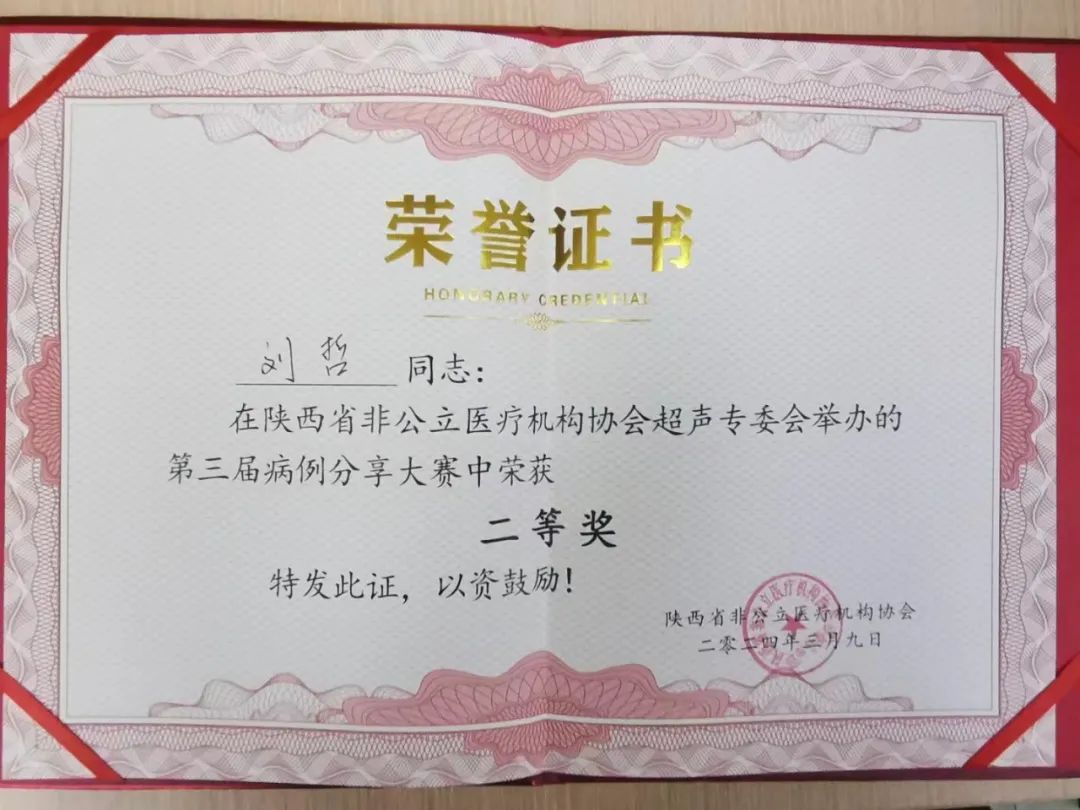 荣誉证书
HONORARY CREDENTIAL
刘哲 同志：
在陕西省非公立医疗机构协会超声专委会举办的
第三届病例分享大赛中荣获
二等奖
特发此证，以资鼓励！
陕西省非公立医疗机构协会
二零二四年三月九日